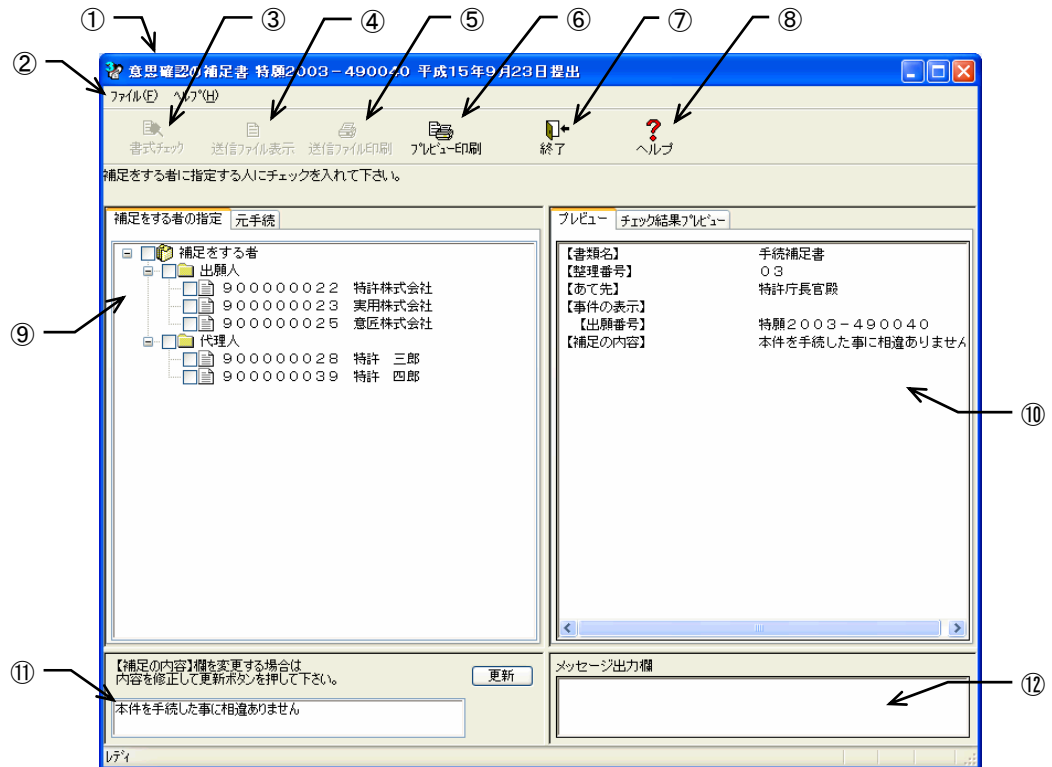 ① ③ ④ ⑤ ⑥ ⑦ ⑧
②
意思確認の補足書 特願2003-490040 平成15年9月23日提出
ファイル(F) ヘルプ(H)
書式チェック 送信ファイル表示 送信ファイル印刷 プレビュー印刷 終了 ヘルプ
補足をする者に指定する人にチェックを入れて下さい。
補足をする者の指定 元手続
補足をする者
出願人
900000022 特許株式会社
900000023 実用株式会社
900000025 意匠株式会社
代理人
900000028 特許 三郎
900000039 特許 四郎
⑨
プレビュー チェック結果プレビュー
【書類名】 手続補足書
【整理番号】 03
【あて先】 特許庁長官殿
【事件の表示】
【出願番号】 特願2003-490040
【補足の内容】 本件を手続した事に相違ありません
⑩
⑪
【補足の内容】欄を変更する場合は
内容を修正して更新ボタンを押して下さい。
更新
本件を手続した事に相違ありません
メッセージ出力欄
⑫
レディ